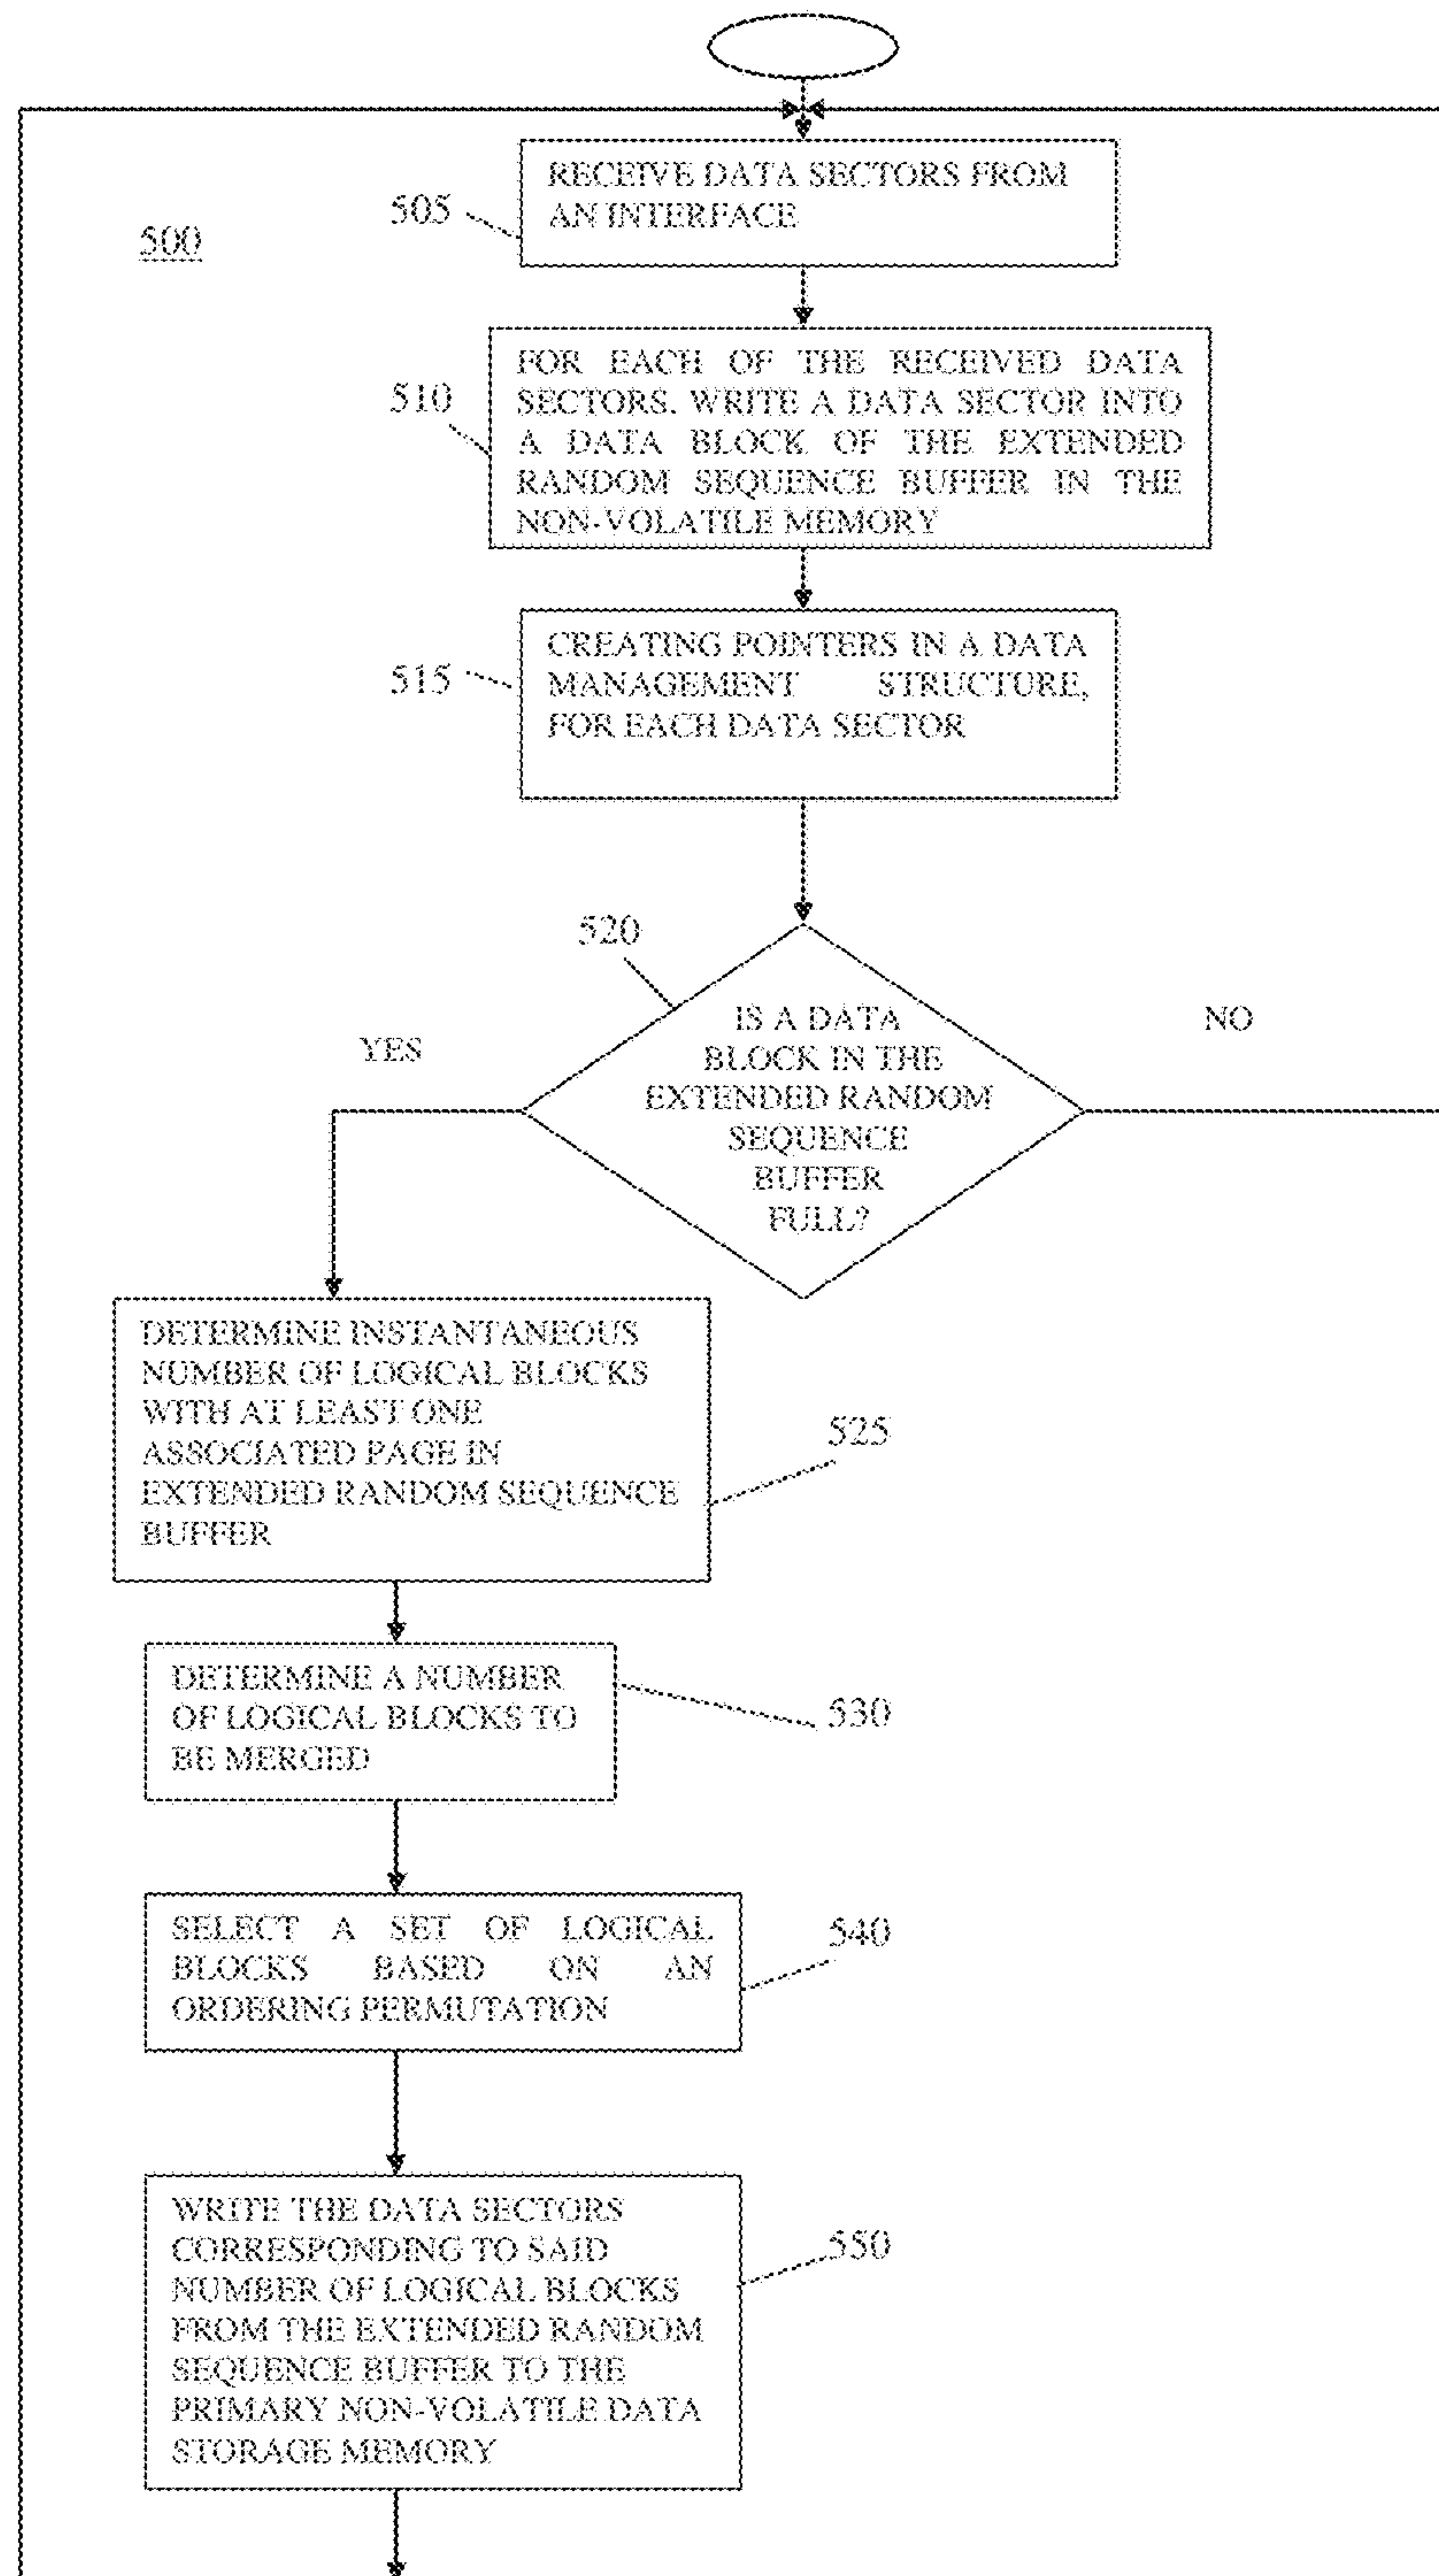 RECEIVE DATA SECTORS FROM
AN INTERFACE
505
500
FOR EACH OF THE RECEIVED DATA
SECTORS. WRITE A DATA SECTOR INTO
A DATA BLOCK OF THE EXTENDED
RANDOM SEQUENCE BUFFER IN THE
NON-VOLATILE MEMORY
510
CREATING POINTERS IN A DATA
MANAGEMENT STRUCTURE,
FOR EACH DATA SECTOR
515
520
IS A DATA
BLOCK IN THE
EXTENDED RANDOM
SEQUENCE
BUFFER
FULL?
YES
NO
DETERMINE INSTANTANEOUS
NUMBER OF LOGICAL BLOCKS
WITH AT LEAST ONE
ASSOCIATED PAGE IN
EXTENDED RANDOM SEQUENCE
BUFFER
525
DETERMINE A NUMBER
OF LOGICAL BLOCKS TO
BE MERGED
530
SELECT A SET OF LOGICAL
BLOCKS BASED ON AN
ORDERING PERMUTATION
540
WRITE THE DATA SECTORS
CORRESPONDING TO SAID
NUMBER OF LOGICAL BLOCKS
FROM THE EXTENDED RANDOM
SEQUENCE BUFFER TO THE
PRIMARY NON-VOLATILE DATA
STORAGE MEMORY
550